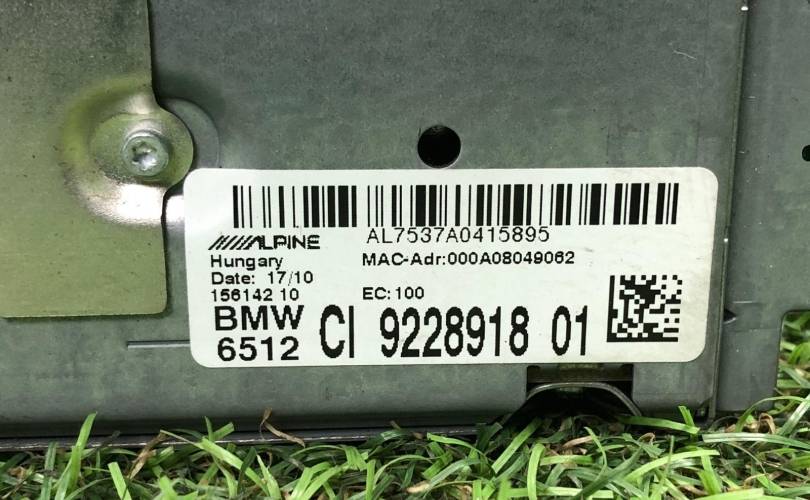 AL7537A0415895
ALPINE
Hungary
MAC-Adr:000A08049062
Date: 17/10
156142 10
EC: 100
BMW
6512
CI 9228918 01